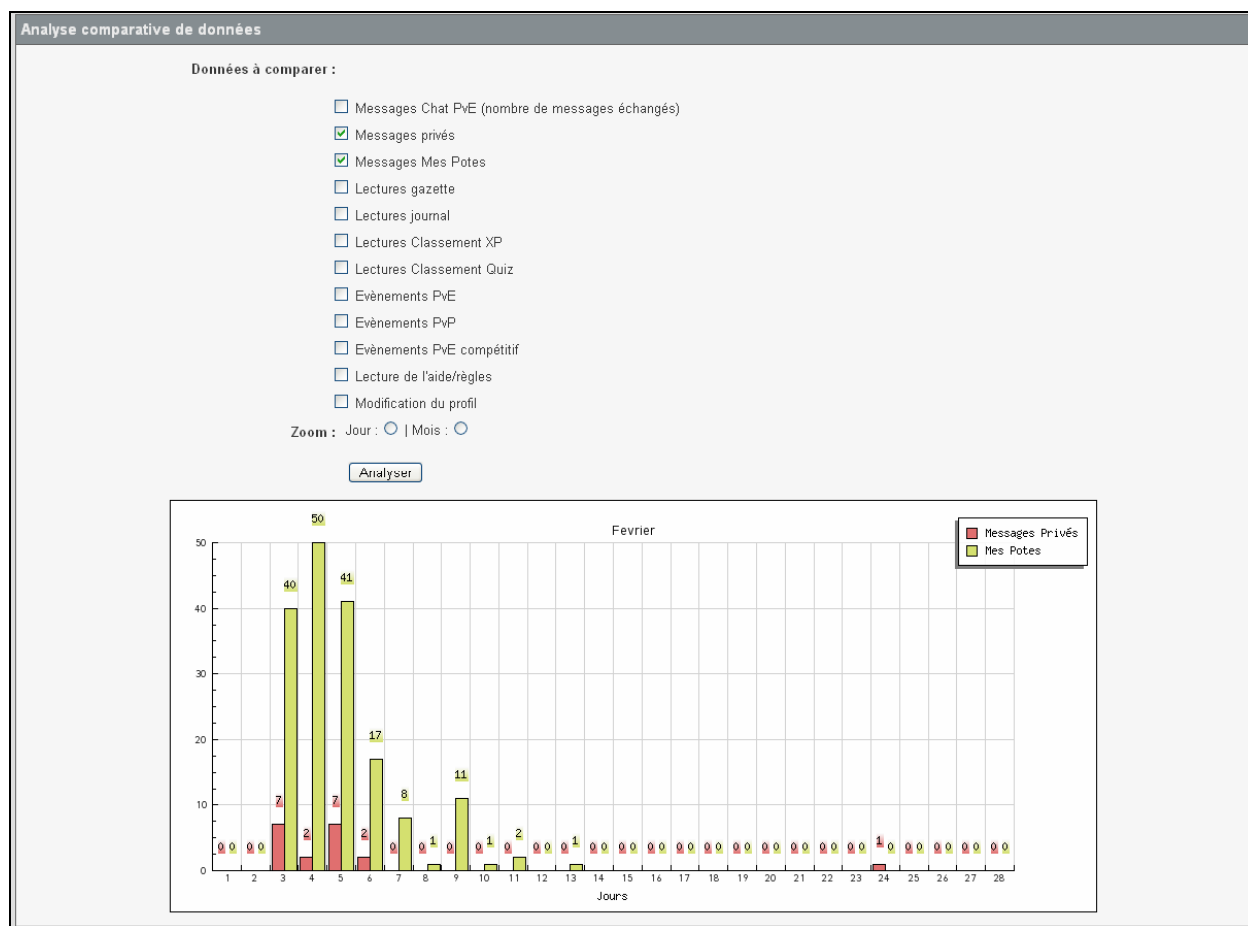 Analyse comparative de données
Données à comparer :
Messages Chat PvE (nombre de messages échangés)
Messages privés
Messages Mes Potes
Lectures gazette
Lectures journal
Lectures Classement XP
Lectures Classement Quiz
Evènements PvE
Evènements PvP
Evènements PvE compétitif
Lecture de l'aide/règles
Modification du profil
Zoom : Jour : | Mois :
Analyser
Fevrier
Messages Privés
Mes Potes
50
40
30
20
10
0
0 0 0 0 7 40 2 50 7 41 2 17 0 8 0 1 0 11 0 1 0 2 0 0 0 1 0 0 0 0 0 0 0 0 0 0 0 0 0 0 0 0 0 0 0 0 1 0 0 0 0 0 0 0 0 0
1 2 3 4 5 6 7 8 9 10 11 12 13 14 15 16 17 18 19 20 21 22 23 24 25 26 27 28
Jours